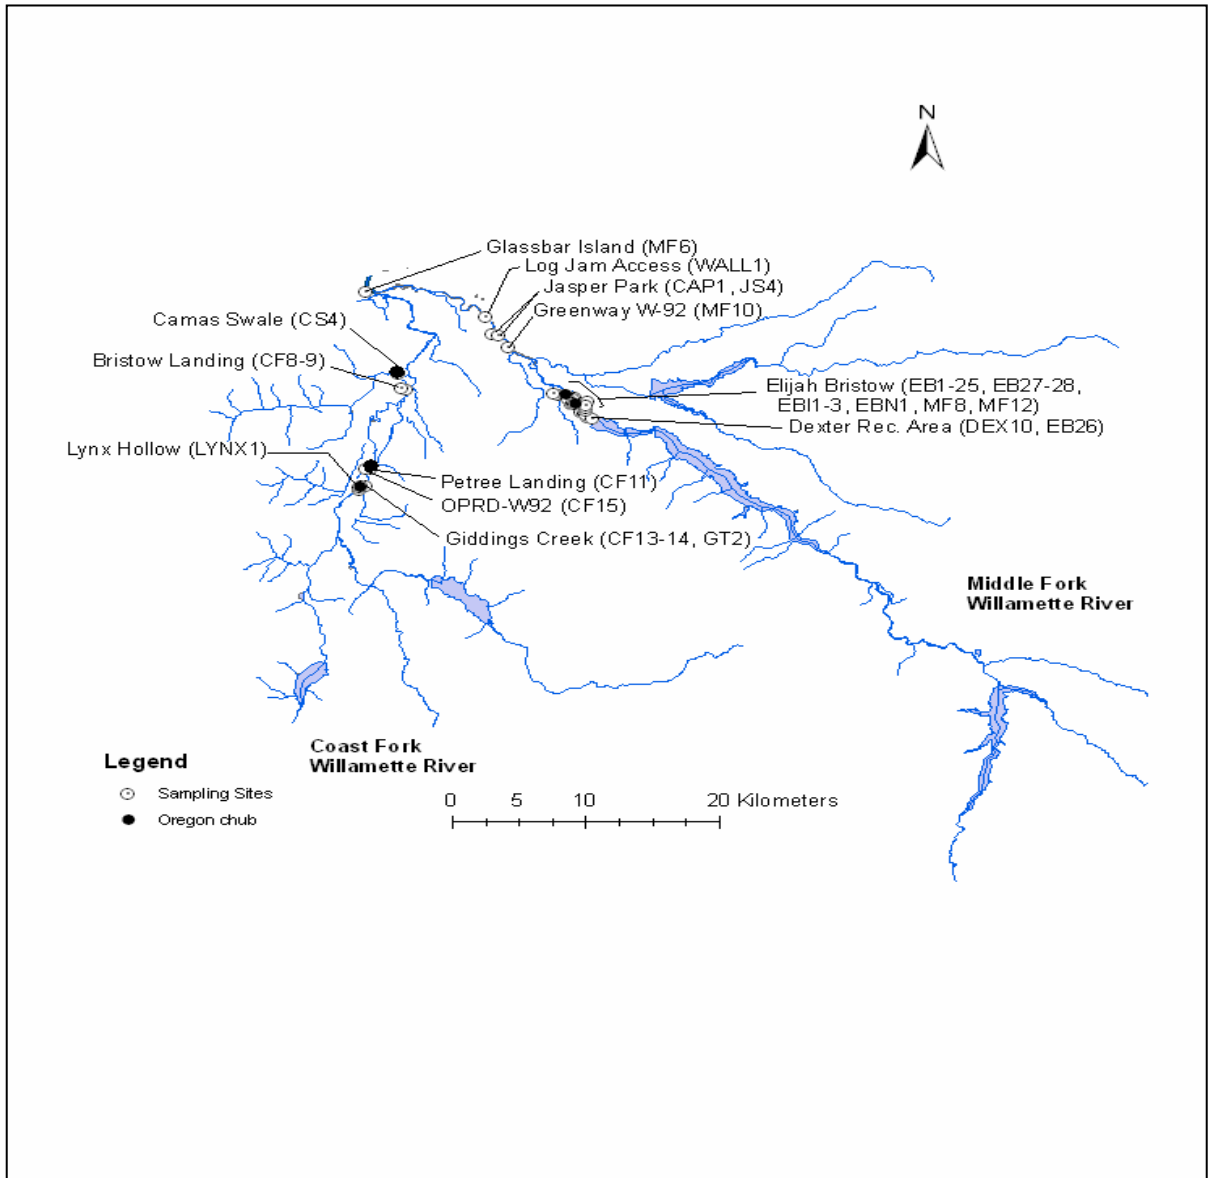 N
Glassbar Island (MF6)
Log Jam Access (WALL1)
Jasper Park (CAP1, JS4)
Greenway W-92 (MF10)
Camas Swale (CS4)
Bristow Landing (CF8-9)
Elijah Bristow (EB1-25, EB27-28,
EBI1-3, EBN1, MF8, MF12)
Dexter Rec. Area (DEX10, EB26)
Lynx Hollow (LYNX1)
Petree Landing (CF11)
OPRD-W92 (CF15)
Giddings Creek (CF13-14, GT2)
Middle Fork
Willamette River
Coast Fork
Willamette River
Legend
Sampling Sites
Oregon chub
0 5 10 20 Kilometers